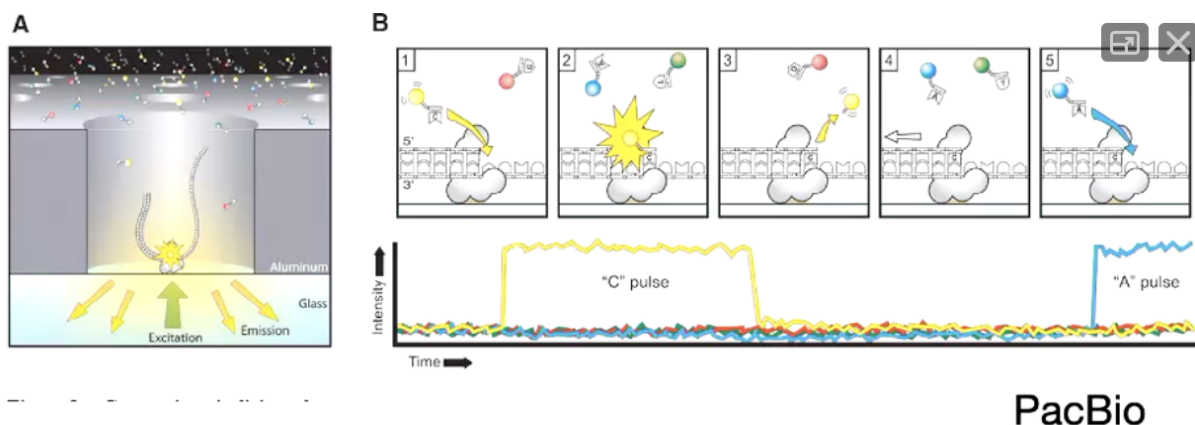 A
Aluminum
Glass
Excitation
Emission
B
1
2
3
4
5
5'
3'
C
C
C
C
Intensity
"C" pulse
"A" pulse
Time
PacBio